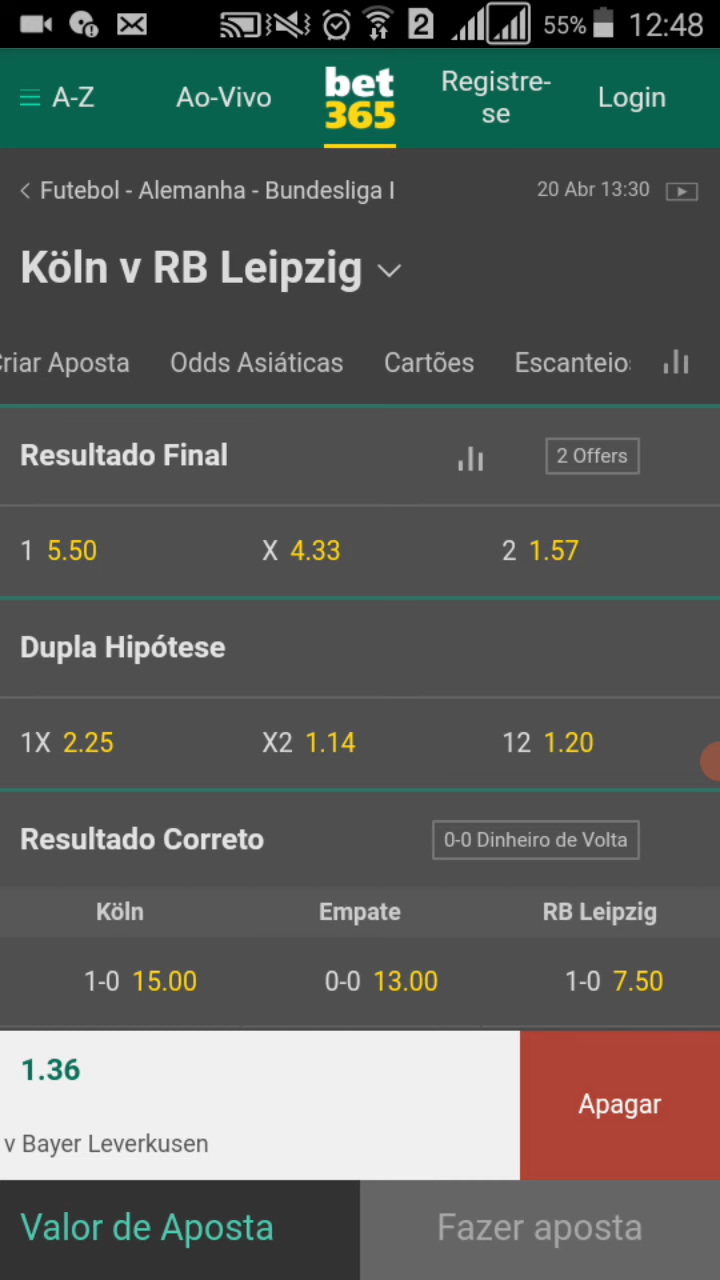 2 55% 12:48
A-Z Ao-Vivo bet 365 Registre-se Login
Futebol - Alemanha - Bundesliga I 20 Abr 13:30
Köln v RB Leipzig
riar Aposta Odds Asiáticas Cartões Escanteio
Resultado Final 2 Offers
1 5.50 X 4.33 2 1.57
Dupla Hipótese
1X 2.25 X2 1.14 12 1.20
Resultado Correto 0-0 Dinheiro de Volta
Köln Empate RB Leipzig
1-0 15.00 0-0 13.00 1-0 7.50
1.36
Apagar
v Bayer Leverkusen
Valor de Aposta Fazer aposta